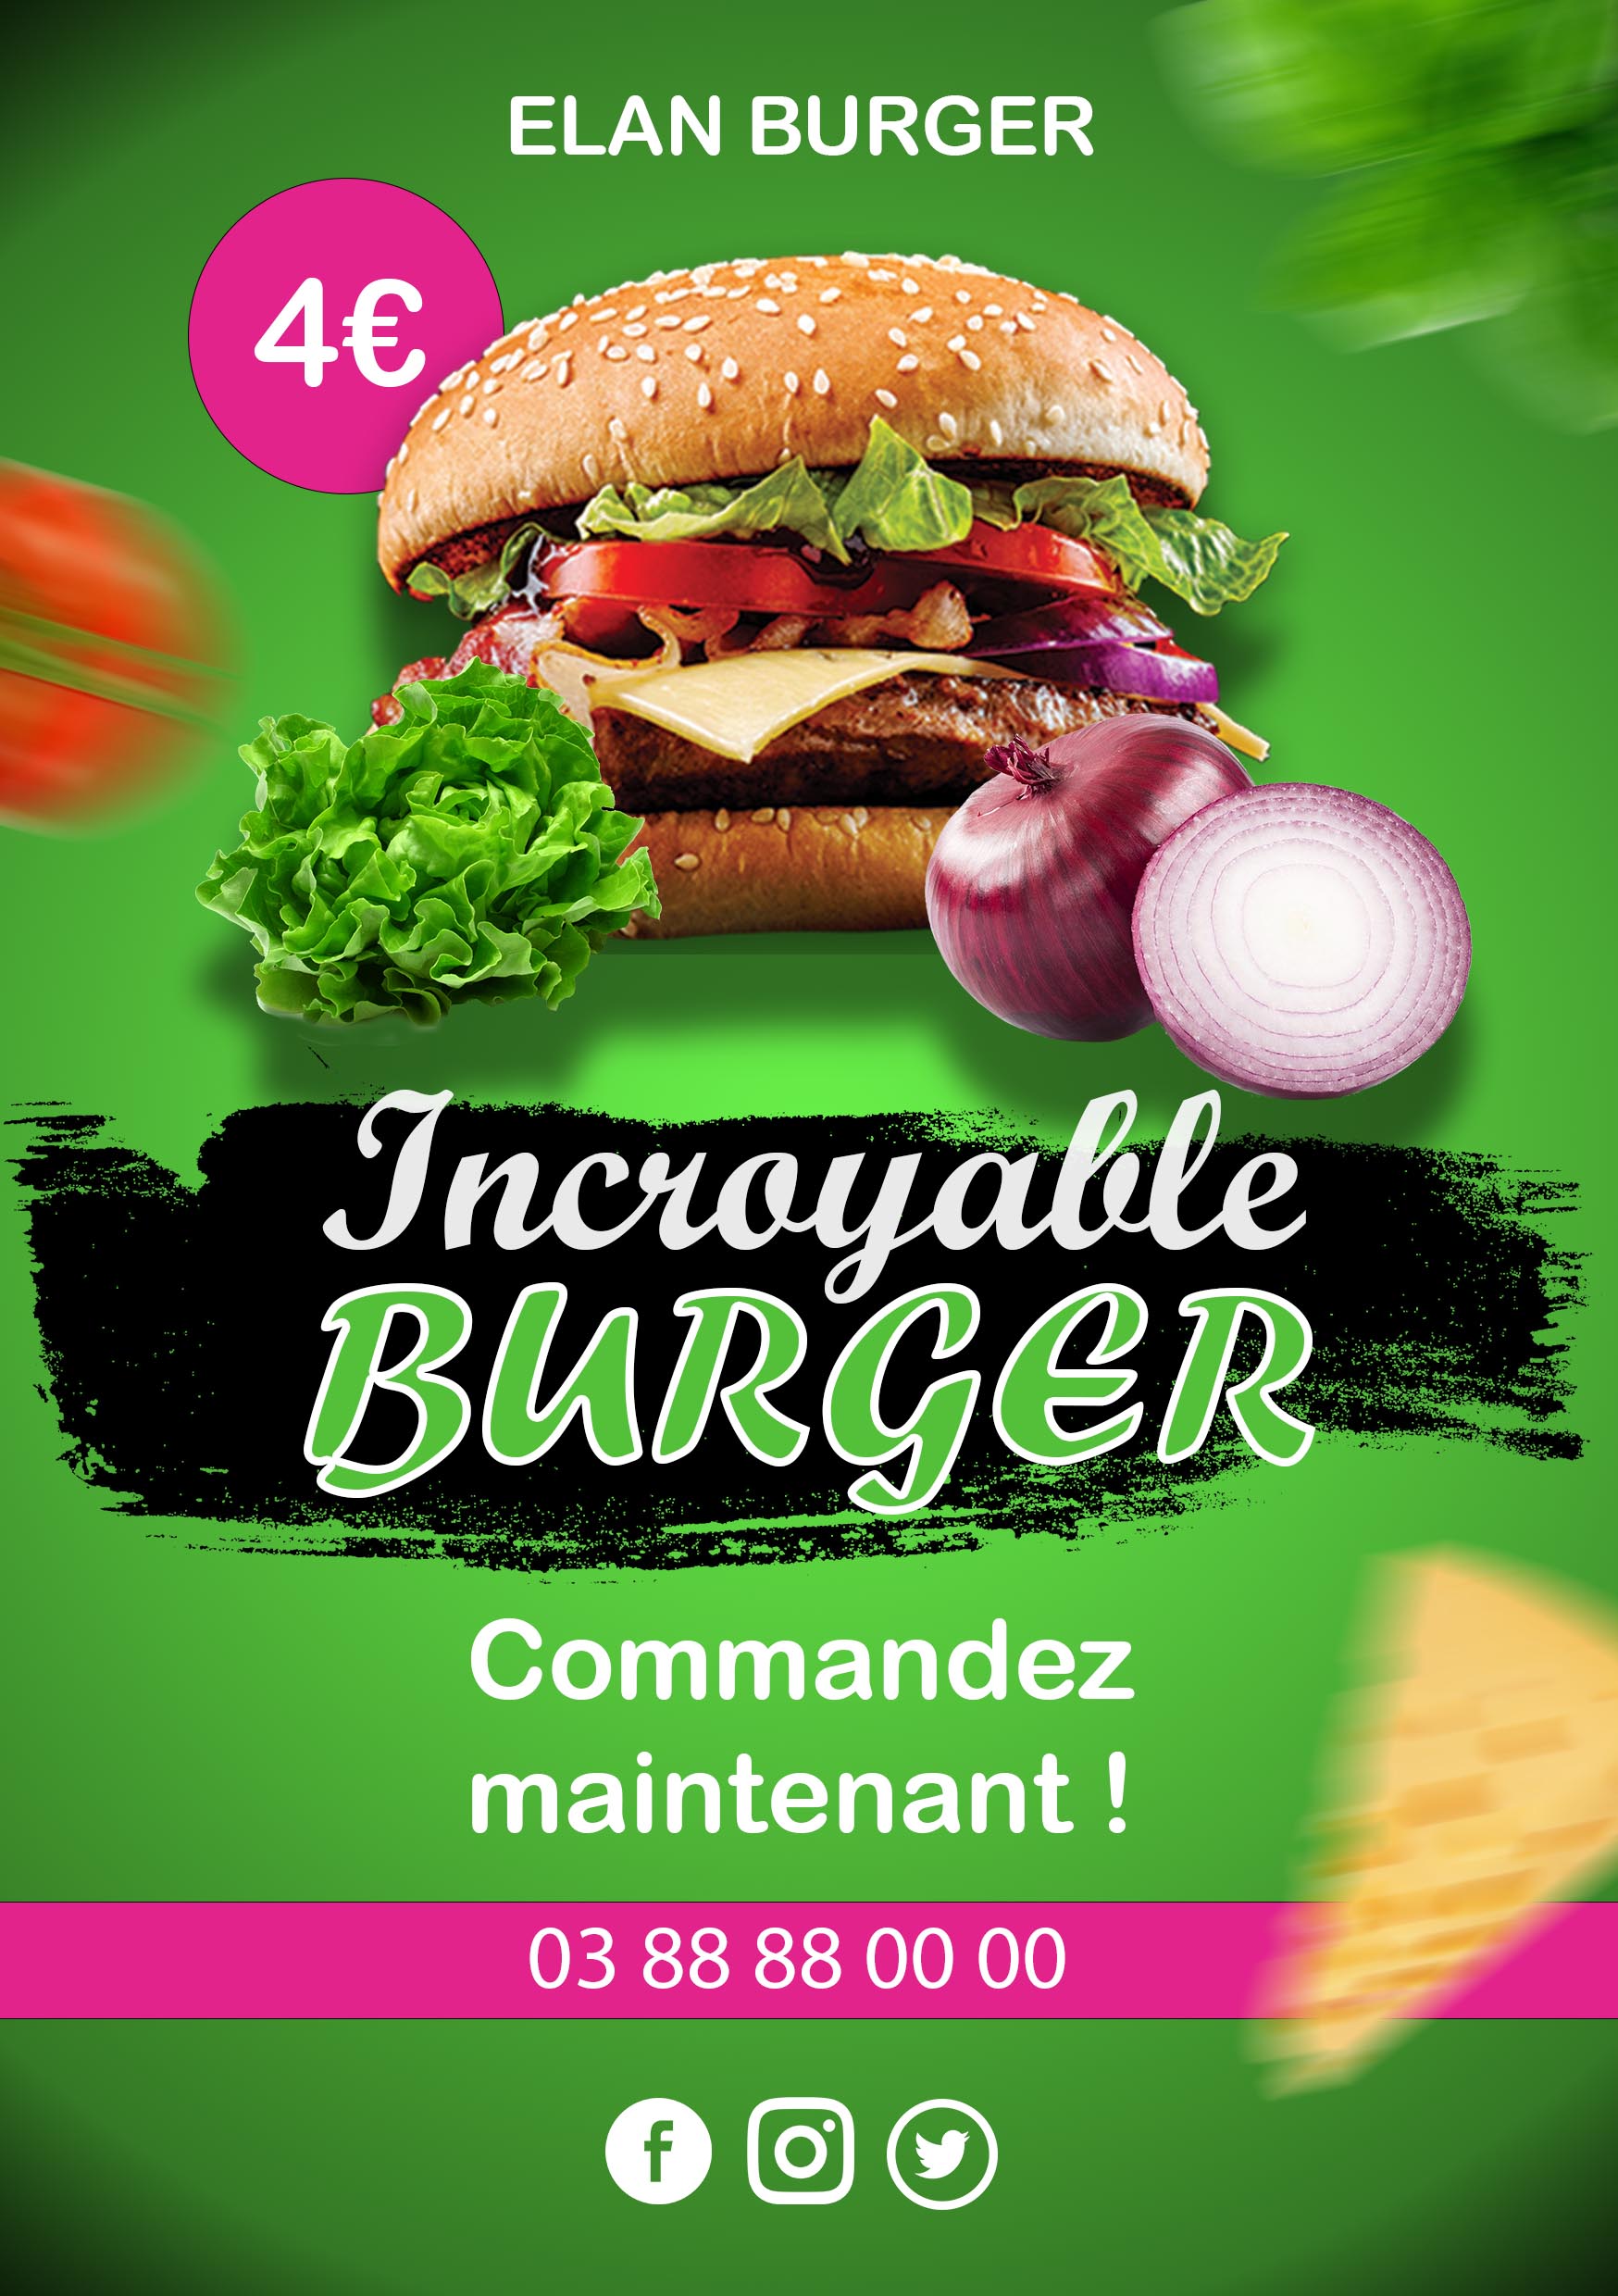 ELAN BURGER
4€
Incroyable
BURGER
Commandez
maintenant !
03 88 88 00 00